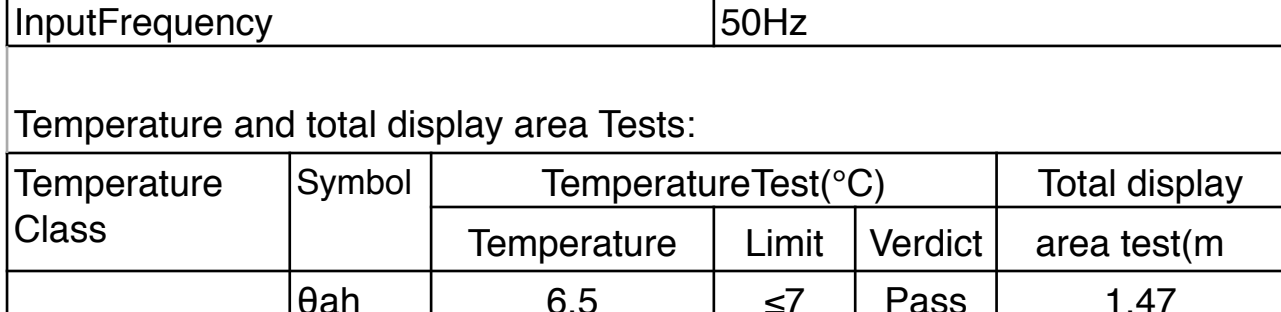 InputFrequency 50Hz
Temperature and total display area Tests:
Temperature Class Symbol TemperatureTest(°C) Total display
Temperature Limit Verdict area test(m
θah 6.5 ≤7 Pass 1.47